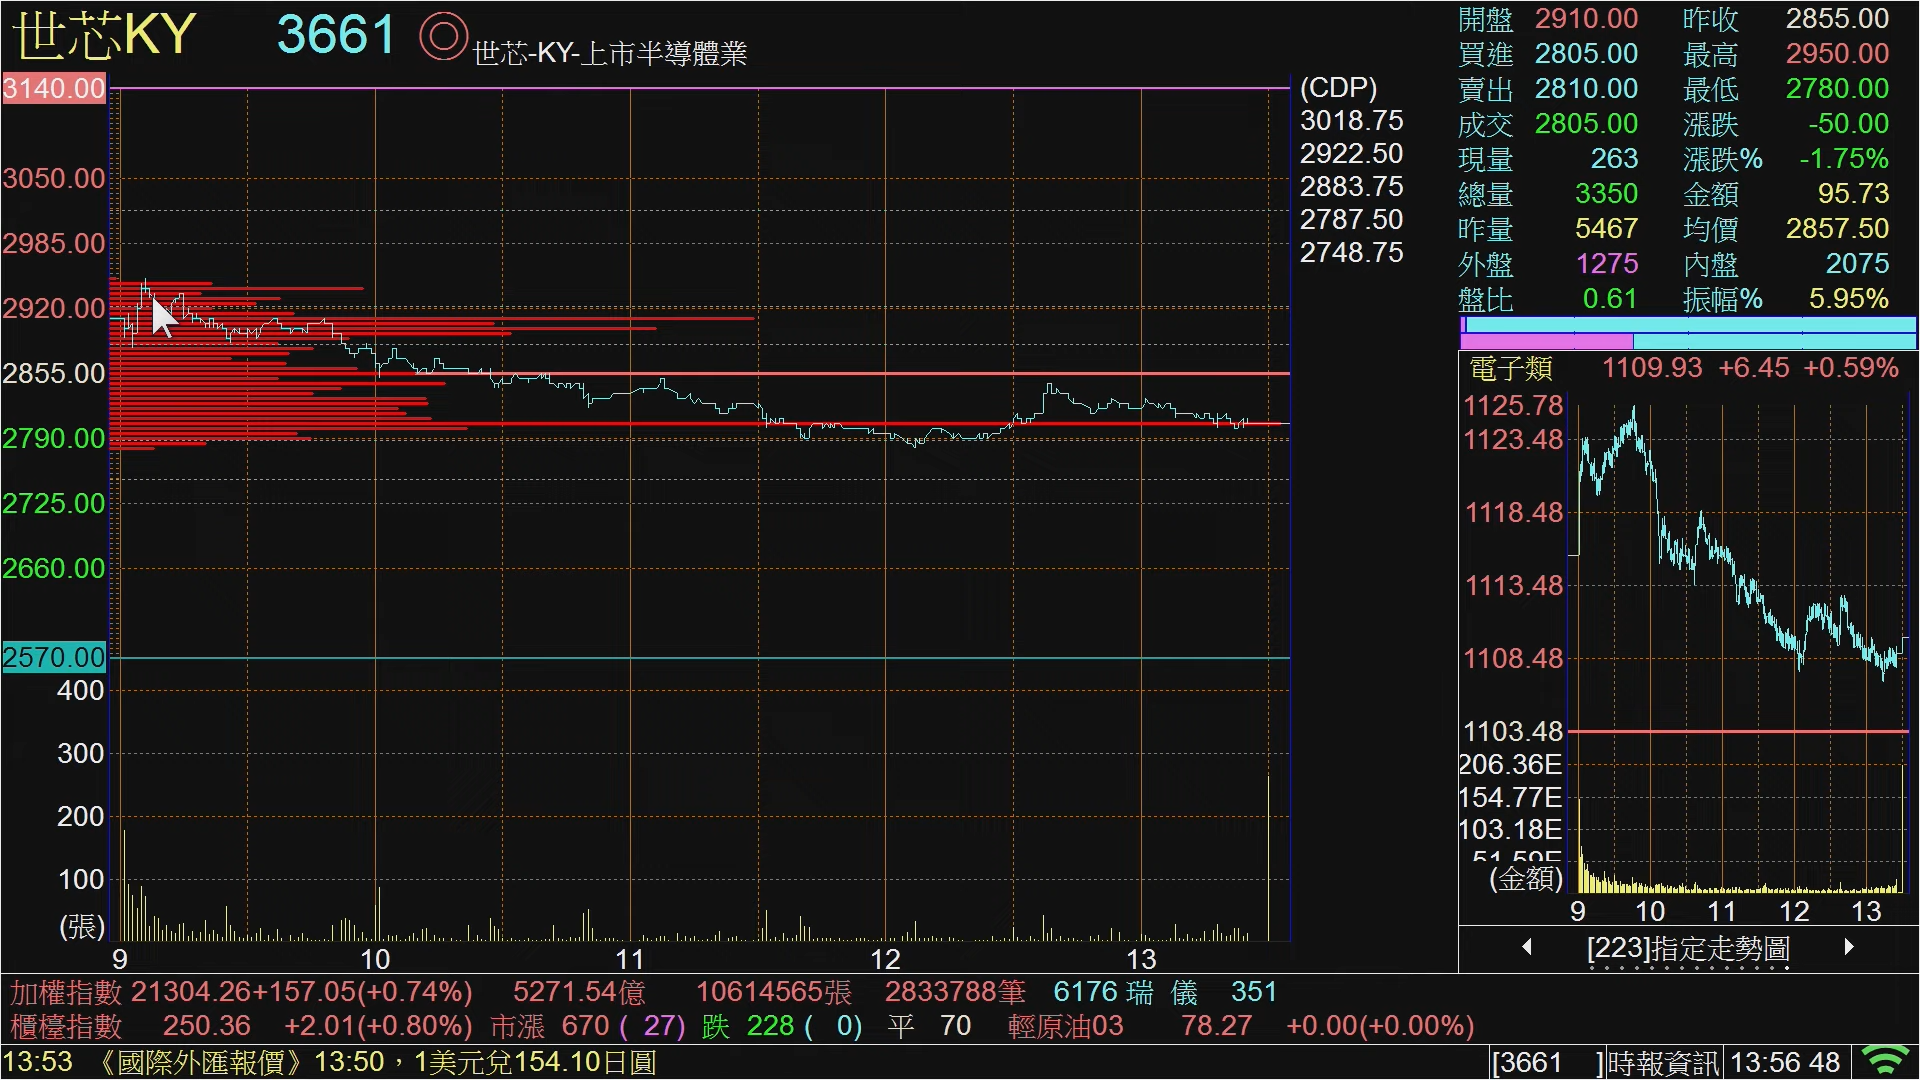 世芯KY 3661 世芯-KY-上市半導體業
3140.00
3050.00
2985.00
2920.00
2855.00
2790.00
2725.00
2660.00
2570.00
400
300
200
100
(張)
9 10 11 12 13
(CDP)
3018.75
2922.50
2883.75
2787.50
2748.75
開盤 2910.00 昨收 2855.00
買進 2805.00 最高 2950.00
賣出 2810.00 最低 2780.00
成交 2805.00 漲跌 -50.00
現量 263 漲跌% -1.75%
總量 3350 金額 95.73
昨量 5467 均價 2857.50
外盤 1275 內盤 2075
盤比 0.61 振幅% 5.95%
電子類 1109.93 +6.45 +0.59%
1125.78
1123.48
1118.48
1113.48
1108.48
1103.48
206.36E
154.77E
103.18E
51.59E
(金額)
9 10 11 12 13
[223]指定走勢圖
加權指數 21304.26+157.05(+0.74%) 5271.54億 10614565張 2833788筆 6176 瑞 儀 351
櫃檯指數 250.36 +2.01(+0.80%) 市漲 670 ( 27) 跌 228 ( 0) 平 70 輕原油03 78.27 +0.00(+0.00%)
13:53 《國際外匯報價》13:50，1美元兌154.10日圓 [3661 ]時報資訊 13:56 48